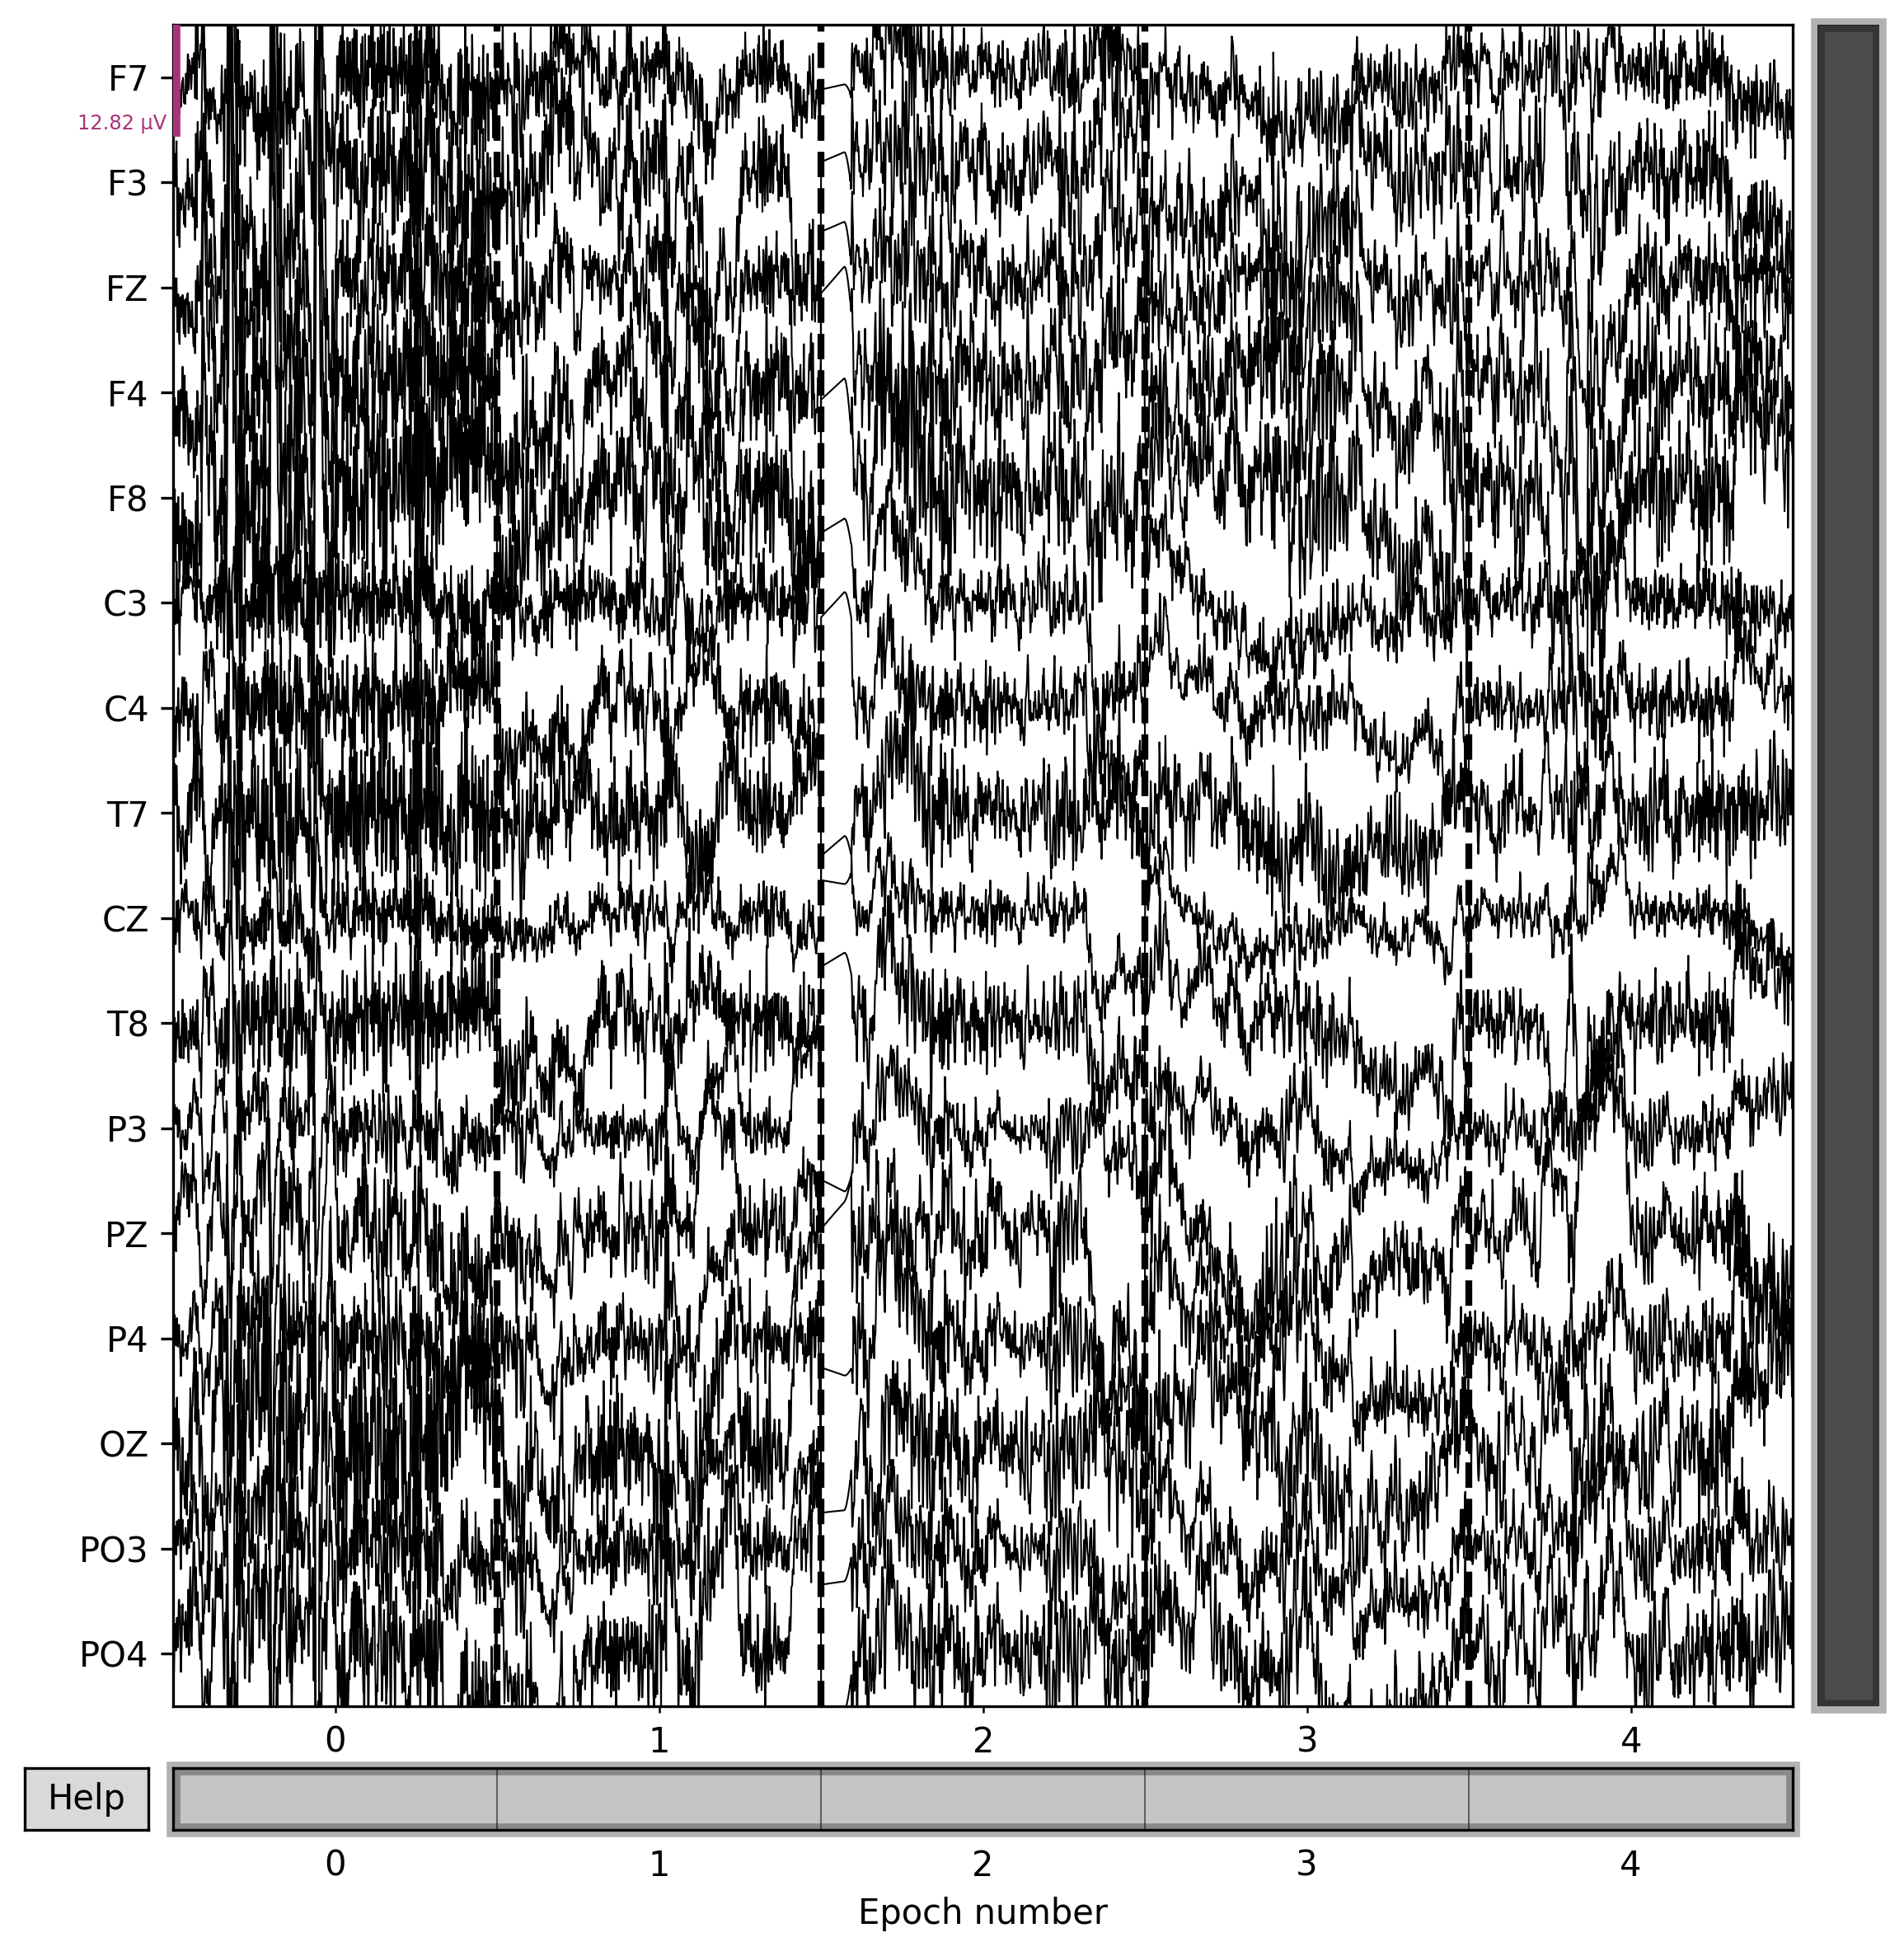 F7
12.82 µV
F3
FZ
F4
F8
C3
C4
T7
CZ
T8
P3
PZ
P4
OZ
PO3
PO4
0 1 2 3 4
Help
0 1 2 3 4
Epoch number